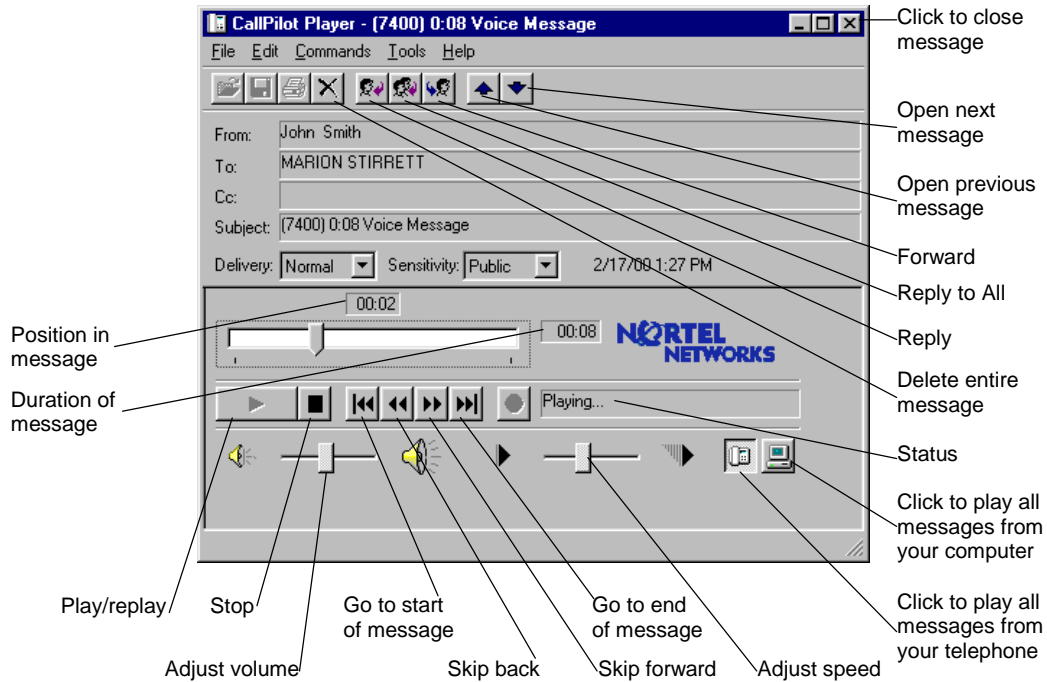 CallPilot Player - (7400) 0:08 Voice Message
File Edit Commands Tools Help
From: John Smith
To: MARION STIRRETT
Cc:
Subject: (7400) 0:08 Voice Message
Delivery: Normal Sensitivity: Public 2/17/00 1:27 PM
00:02
00:08
NORTEL
NETWORKS
Playing...
Click to close
message
Open next
message
Open previous
message
Forward
Reply to All
Reply
Delete entire
message
Status
Click to play all
messages from
your computer
Click to play all
messages from
your telephone
Position in
message
Duration of
message
Play/replay
Stop
Go to start
of message
Go to end
of message
Adjust volume
Skip back
Skip forward
Adjust speed